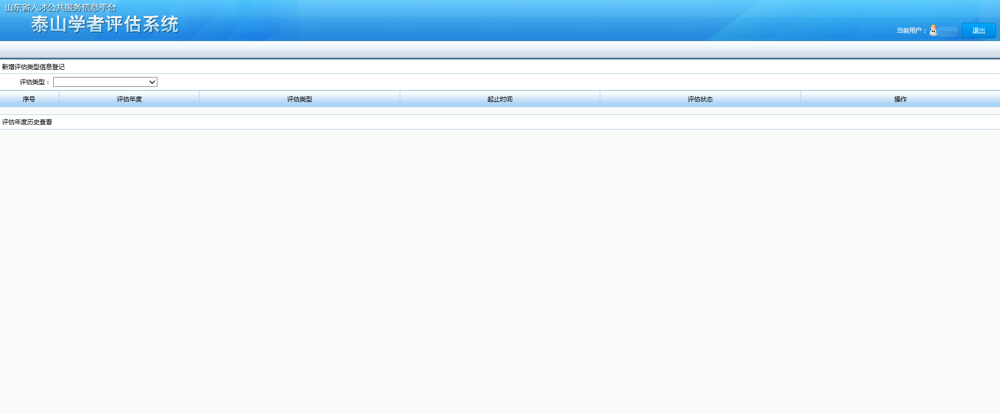 山东省人才公共服务信息平台
泰山学者评估系统
当前用户：
退出
新增评估类型信息登记
评估类型：
序号 评估年度 评估类型 起止时间 评估状态 操作
评估年度历史查看